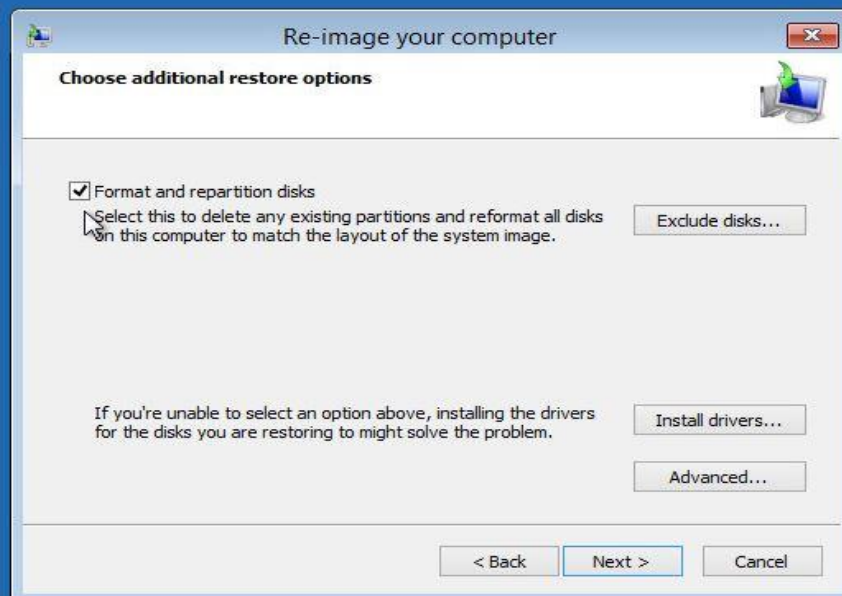 Re-image your computer
Choose additional restore options
Format and repartition disks
Select this to delete any existing partitions and reformat all disks
on this computer to match the layout of the system image.
Exclude disks...
If you're unable to select an option above, installing the drivers
for the disks you are restoring to might solve the problem.
Install drivers...
Advanced...
< Back
Next >
Cancel